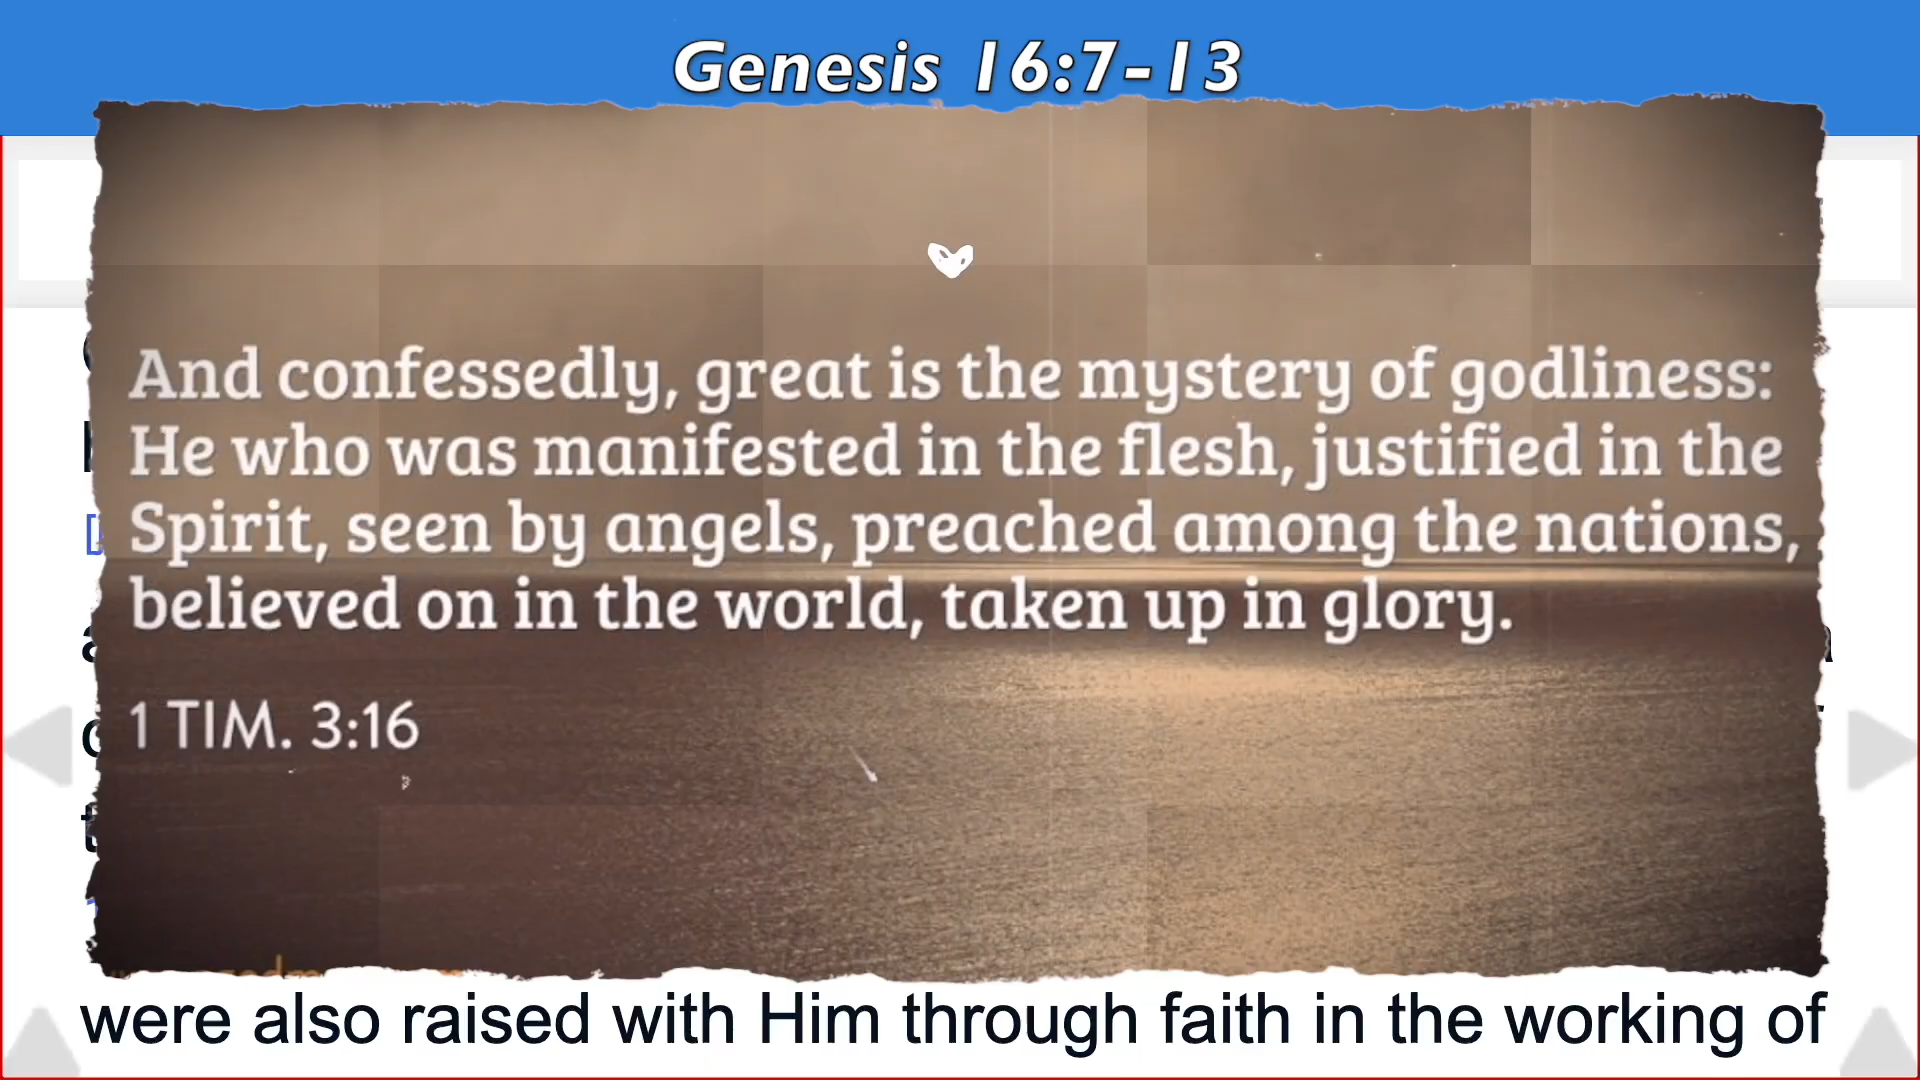 Genesis 16:7-13
And confessedly, great is the mystery of godliness:
He who was manifested in the flesh, justified in the
Spirit, seen by angels, preached among the nations,
believed on in the world, taken up in glory.
1 TIM. 3:16
were also raised with Him through faith in the working of